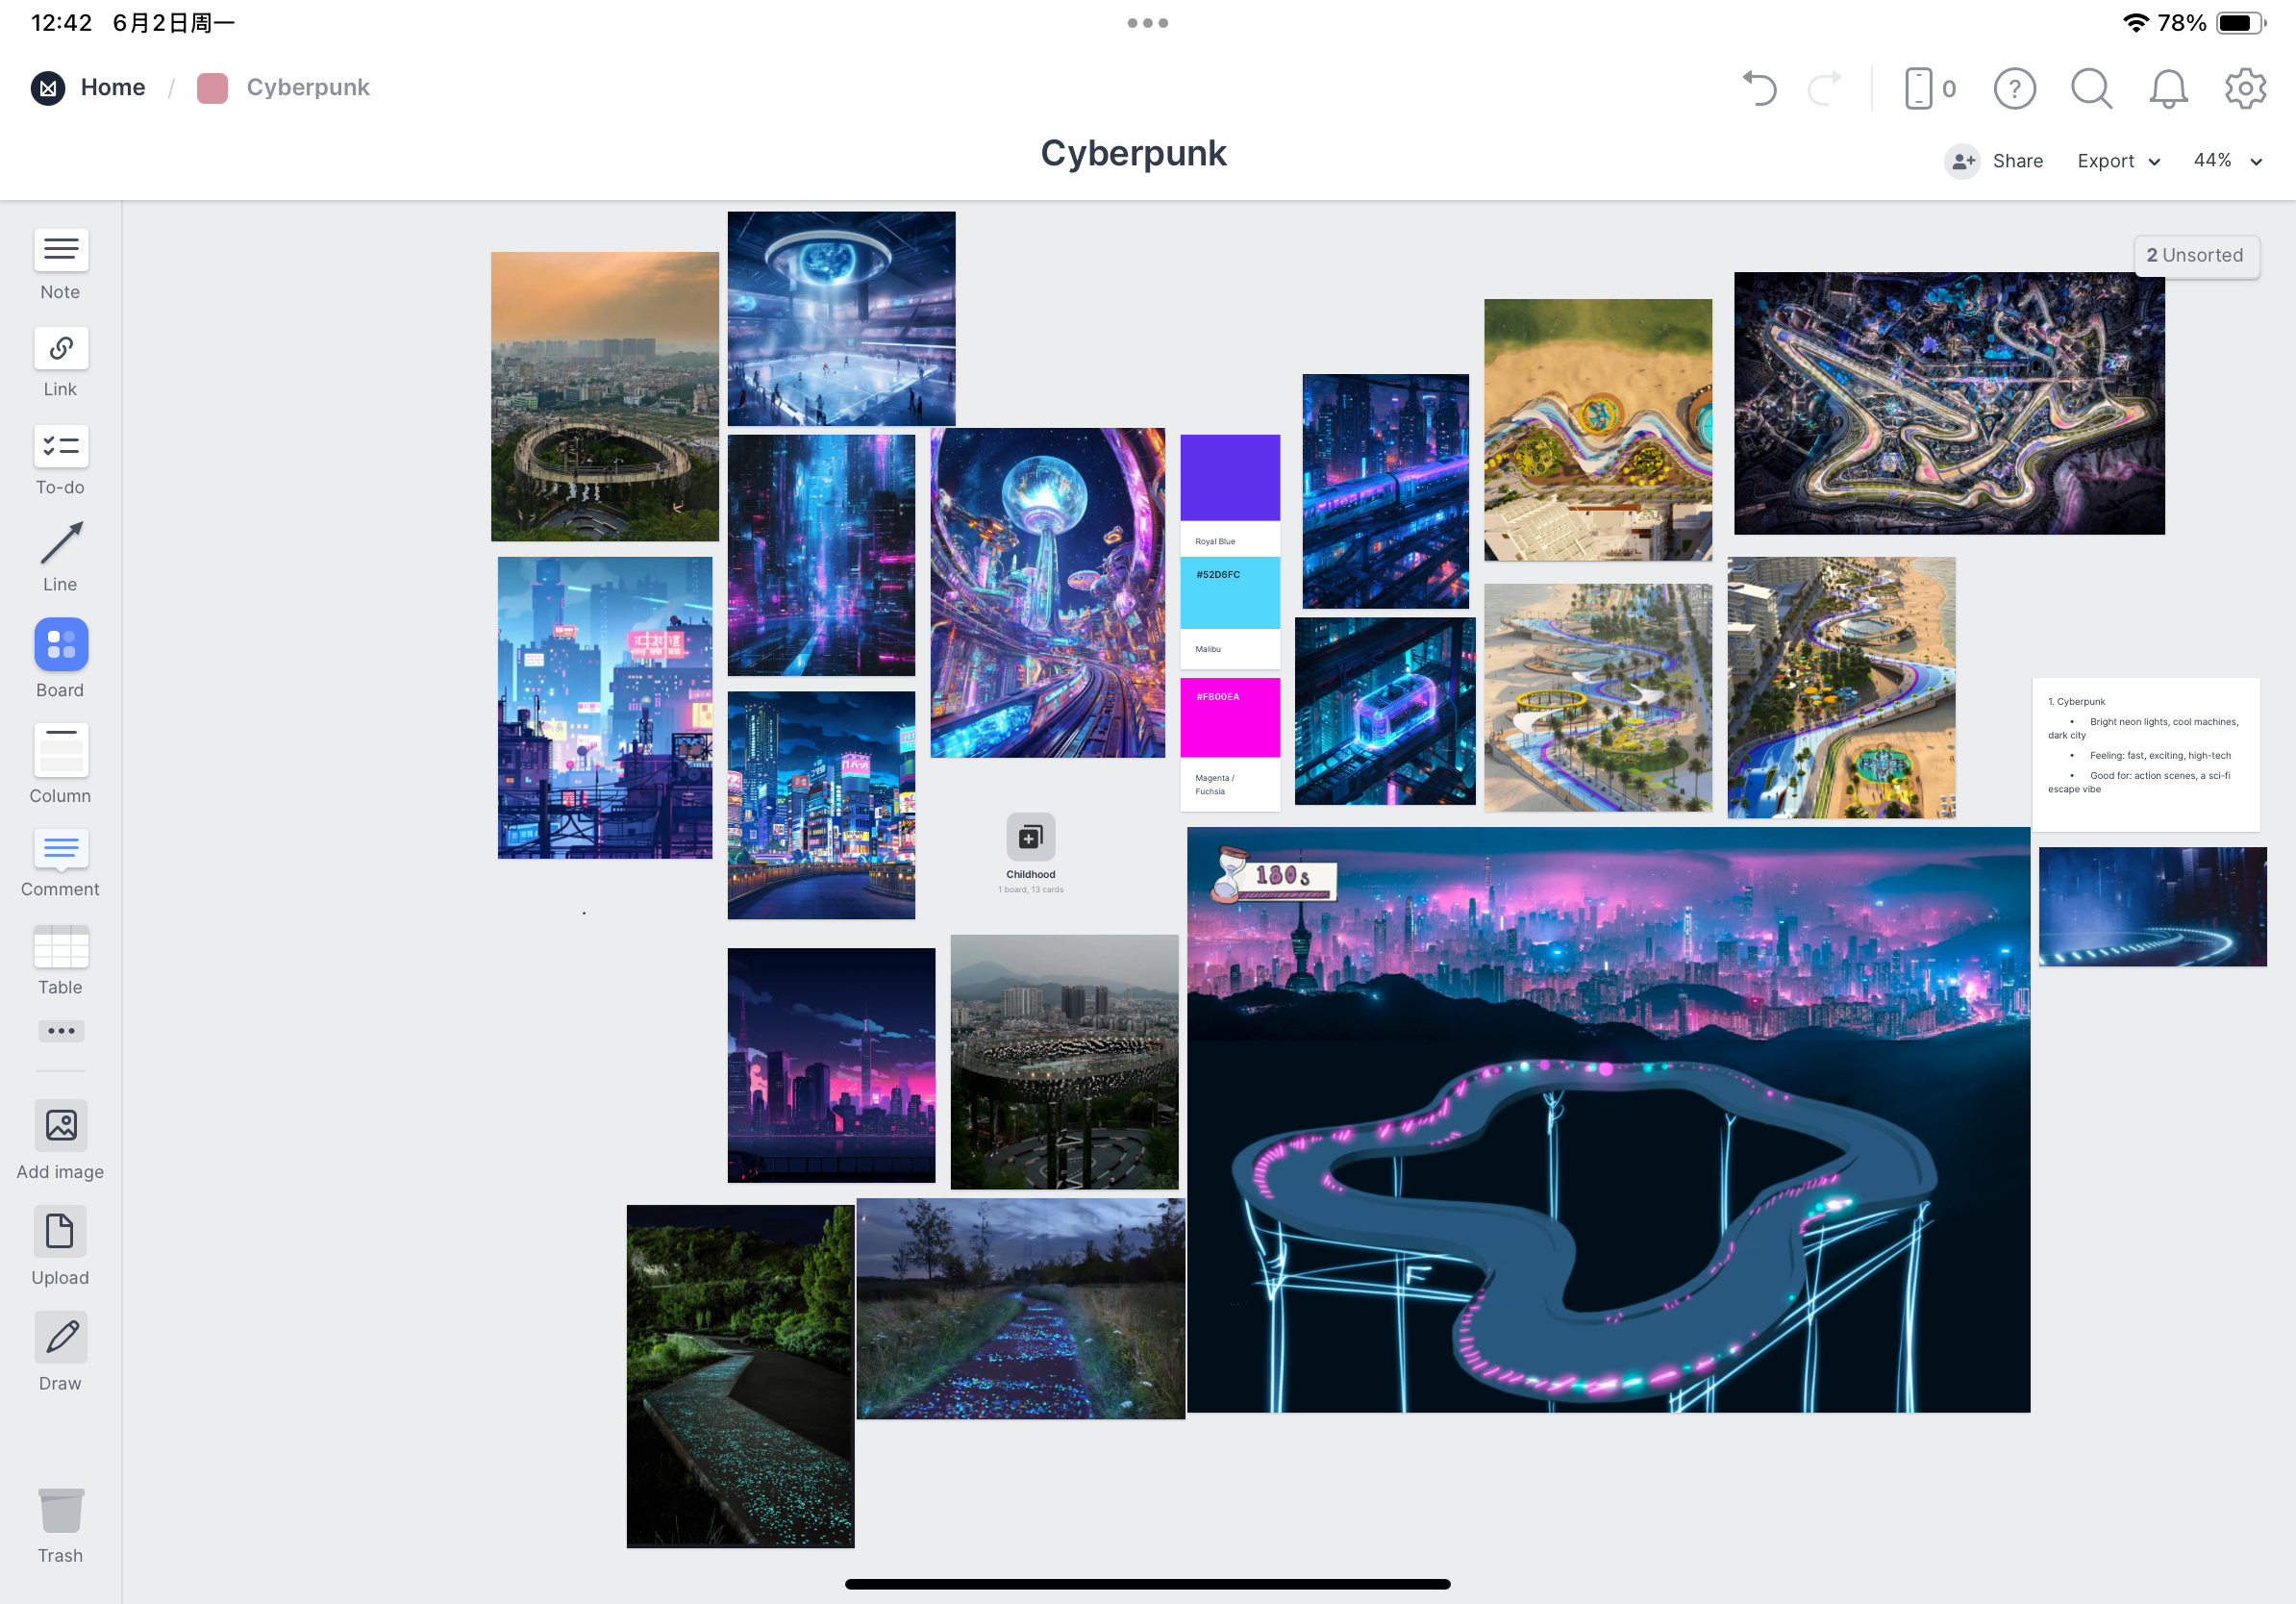 12:42 6月2日周一
78%
Home / Cyberpunk
0
?
Cyberpunk
Share
Export
44%
2 Unsorted
Note
Link
To-do
Line
Board
Column
Comment
Table
Add image
Upload
Draw
Trash
Royal Blue
#52D6FC
Malibu
#FB00EA
Magenta /
Fuchsia
Childhood
1 board, 13 cards
1. Cyberpunk
• Bright neon lights, cool machines,
dark city
• Feeling: fast, exciting, high-tech
• Good for: action scenes, a sci-fi
escape vibe
180s
F